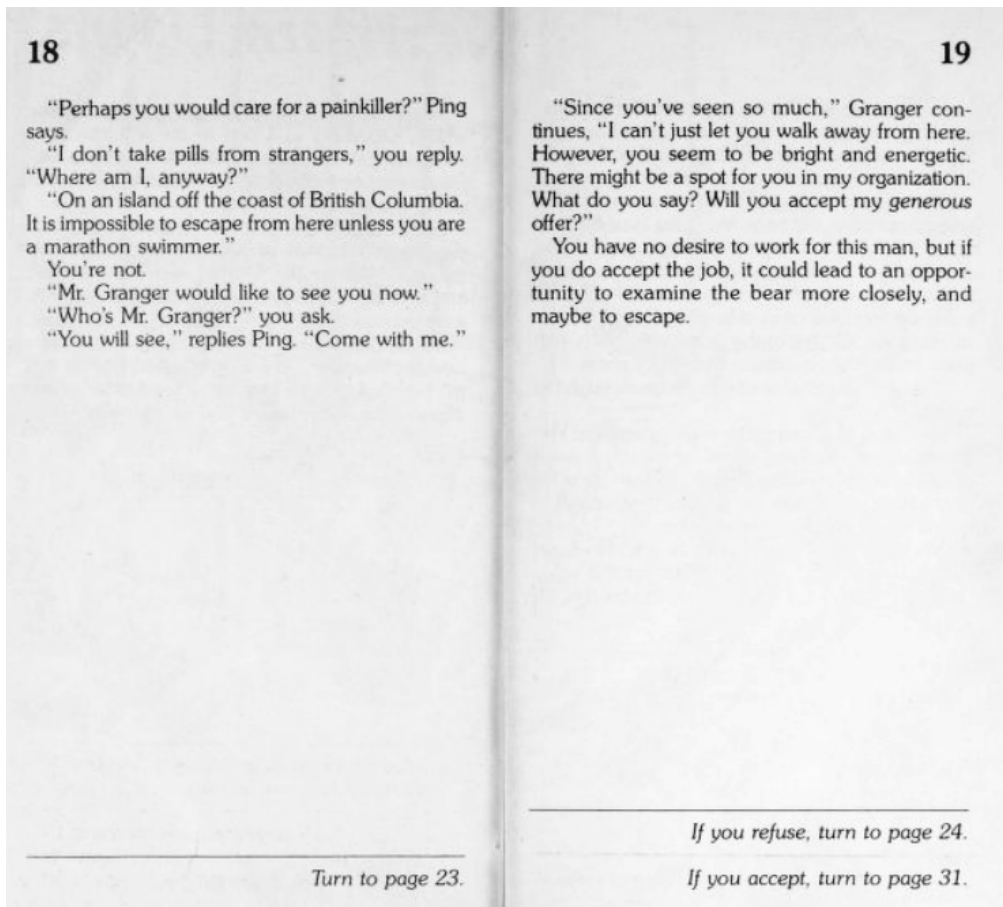 18
“Perhaps you would care for a painkiller?” Ping
says.
“I don’t take pills from strangers,” you reply.
“Where am I, anyway?”
“On an island off the coast of British Columbia.
It is impossible to escape from here unless you are
a marathon swimmer.”
You’re not.
“Mr. Granger would like to see you now.”
“Who’s Mr. Granger?” you ask.
“You will see,” replies Ping. “Come with me.”
Turn to page 23.
19
“Since you’ve seen so much,” Granger con-
tinues, “I can’t just let you walk away from here.
However, you seem to be bright and energetic.
There might be a spot for you in my organization.
What do you say? Will you accept my generous
offer?”
You have no desire to work for this man, but if
you do accept the job, it could lead to an oppor-
tunity to examine the bear more closely, and
maybe to escape.
If you refuse, turn to page 24.
If you accept, turn to page 31.